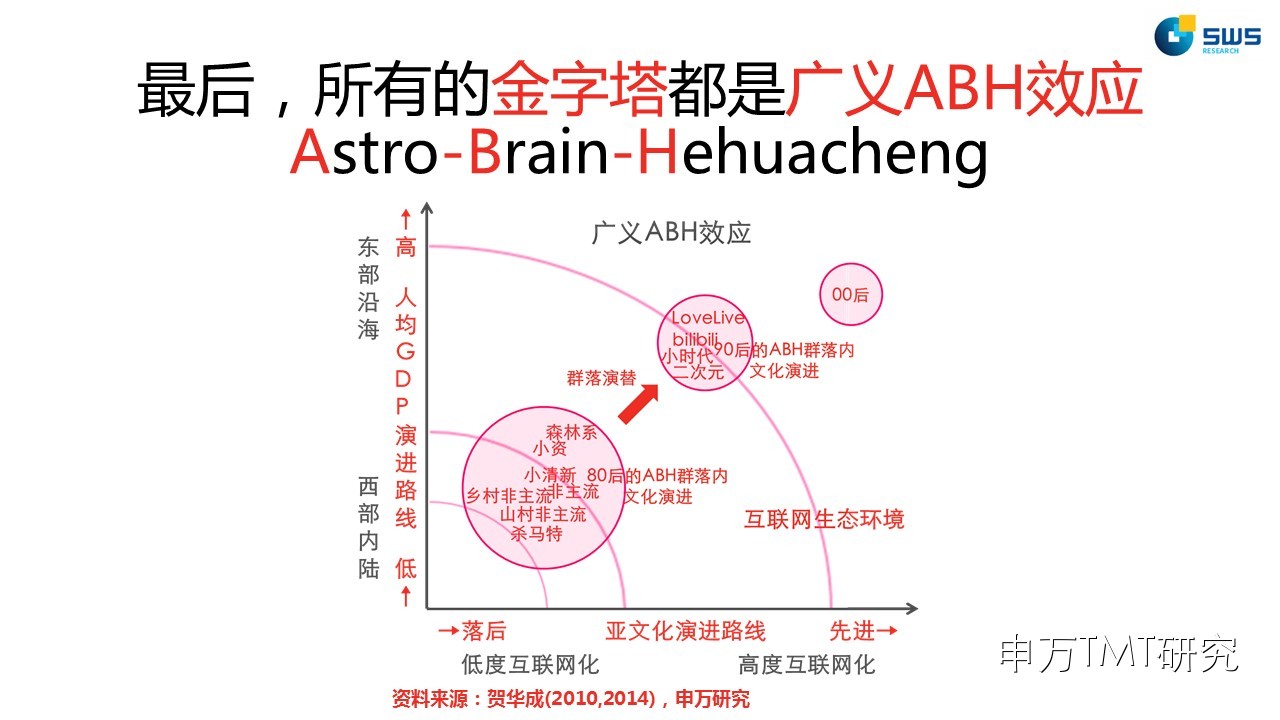 SWS
RESEARCH
最后，所有的金字塔都是广义ABH效应
Astro-Brain-Hehuacheng
广义ABH效应
东部沿海
西部内陆
↑高 人均GDP演进路线 低↑
00后
LoveLive
bilibili
小时代
二次元
90后的ABH群落内
文化演进
群落演替
森林系
小资
小清新
非主流
乡村非主流
山村非主流
杀马特
80后的ABH群落内
文化演进
互联网生态环境
→落后 亚文化演进路线 先进→
低度互联网化 高度互联网化
资料来源：贺华成(2010,2014)，申万研究
申万TMT研究